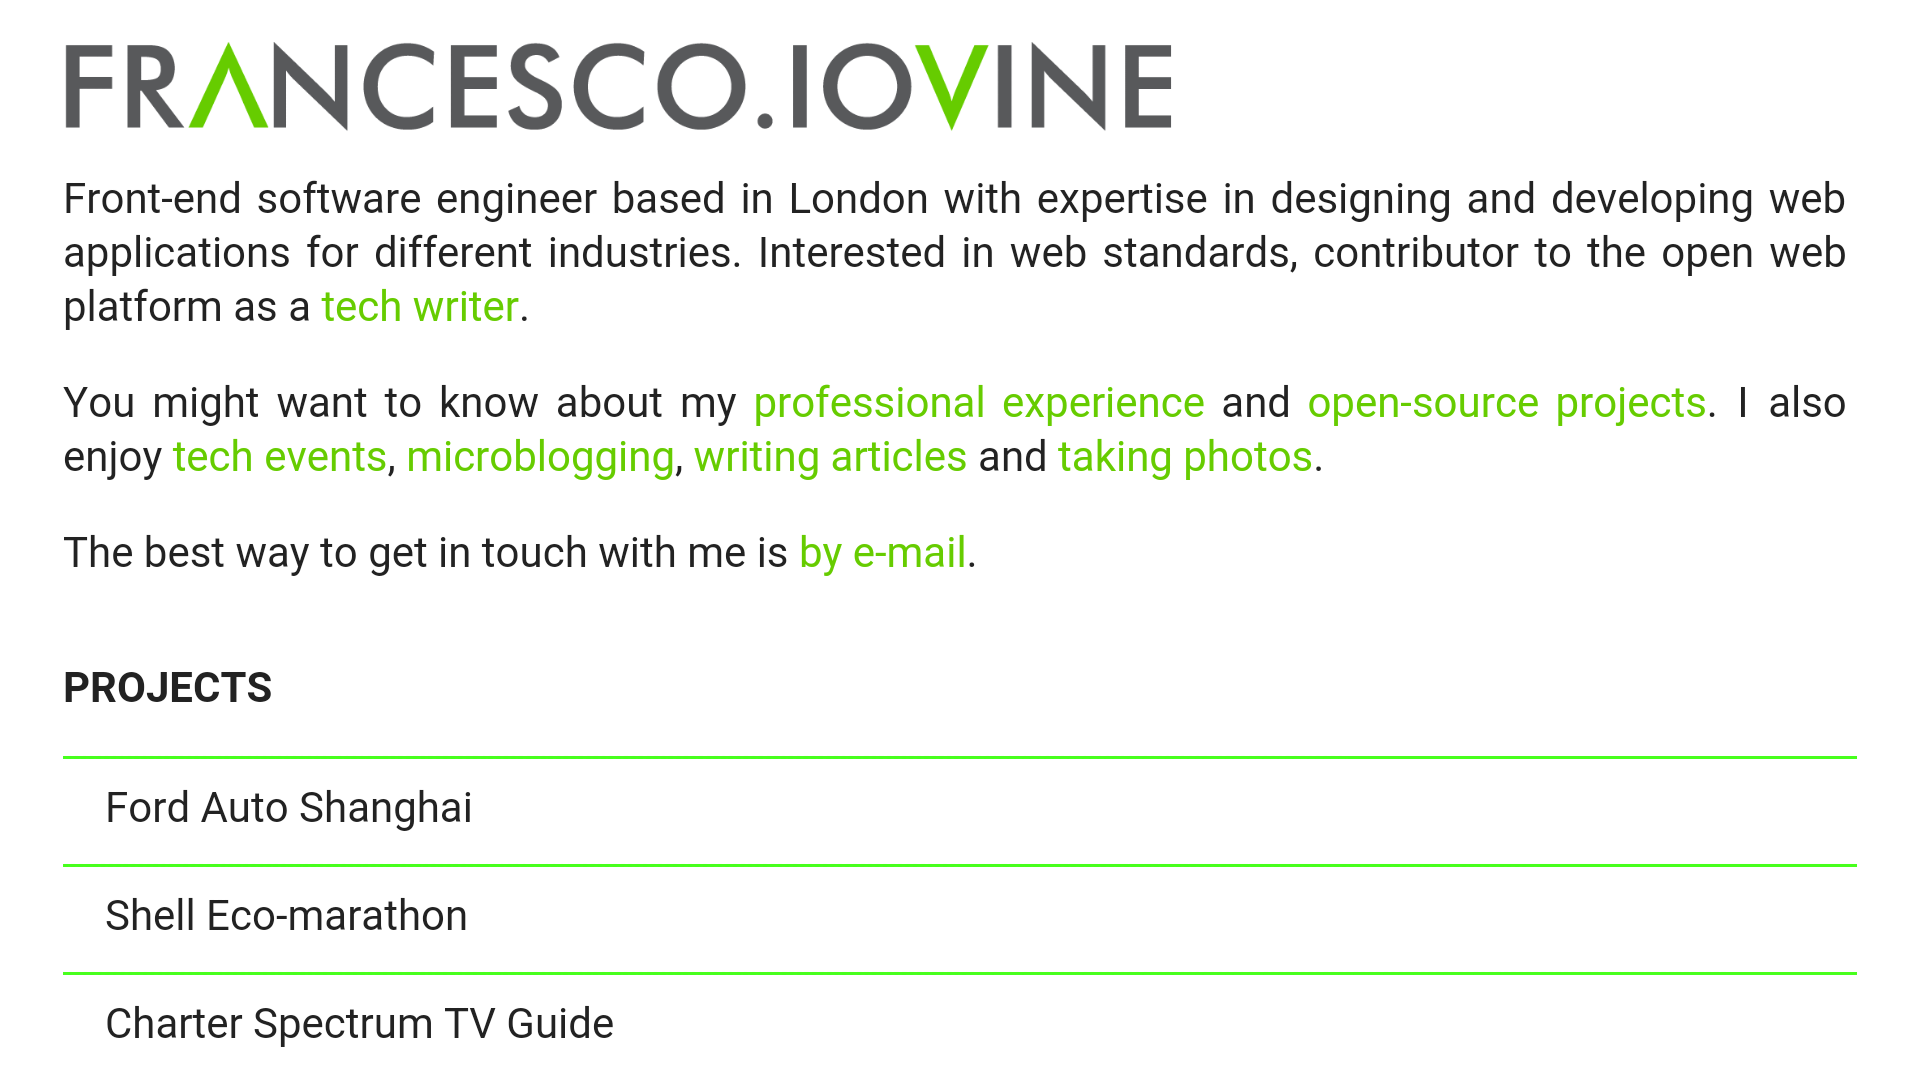 FRANCESCO.IOVINE
Front-end software engineer based in London with expertise in designing and developing web
applications for different industries. Interested in web standards, contributor to the open web
platform as a tech writer.
You might want to know about my professional experience and open-source projects. I also
enjoy tech events, microblogging, writing articles and taking photos.
The best way to get in touch with me is by e-mail.
PROJECTS
Ford Auto Shanghai
Shell Eco-marathon
Charter Spectrum TV Guide